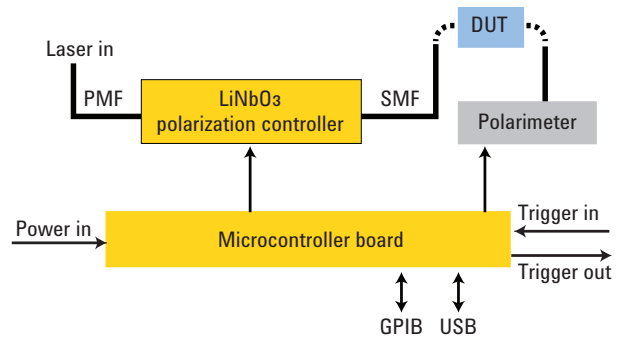 Laser in
DUT
PMF
LiNbO3
polarization controller
SMF
Polarimeter
Power in
Microcontroller board
Trigger in
Trigger out
GPIB
USB